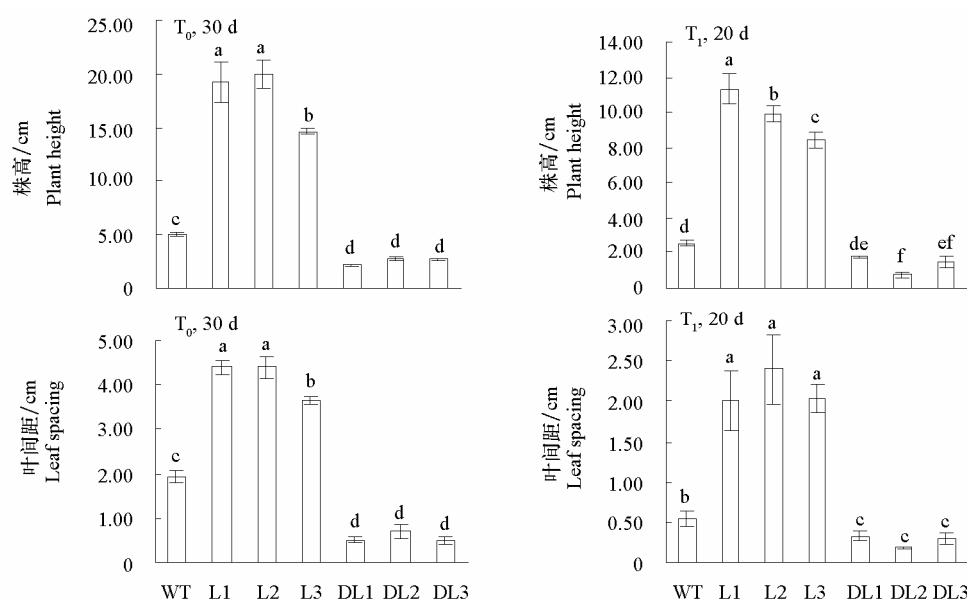 25.00
20.00
15.00
10.00
5.00
0
株高/cm
Plant height
T0, 30 d
c
a
a
b
d
d
d
14.00
12.00
10.00
8.00
6.00
4.00
2.00
0
株高/cm
Plant height
T1, 20 d
d
a
b
c
de
f
ef
5.00
4.00
3.00
2.00
1.00
0
叶间距/cm
Leaf spacing
T0, 30 d
c
a
a
b
d
d
d
WT L1 L2 L3 DL1 DL2 DL3
3.00
2.50
2.00
1.50
1.00
0.50
0
叶间距/cm
Leaf spacing
T1, 20 d
b
a
a
a
c
c
c
WT L1 L2 L3 DL1 DL2 DL3